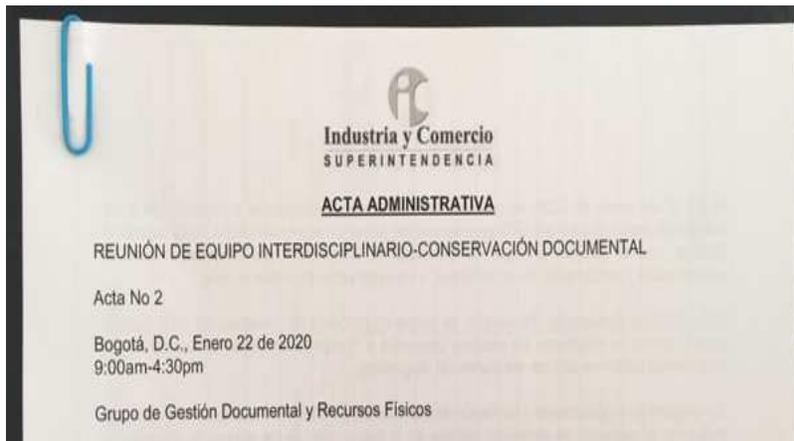 Industria y Comercio
SUPERINTENDENCIA
ACTA ADMINISTRATIVA
REUNIÓN DE EQUIPO INTERDISCIPLINARIO-CONSERVACIÓN DOCUMENTAL
Acta No 2
Bogotá, D.C., Enero 22 de 2020
9:00am-4:30pm
Grupo de Gestión Documental y Recursos Físicos